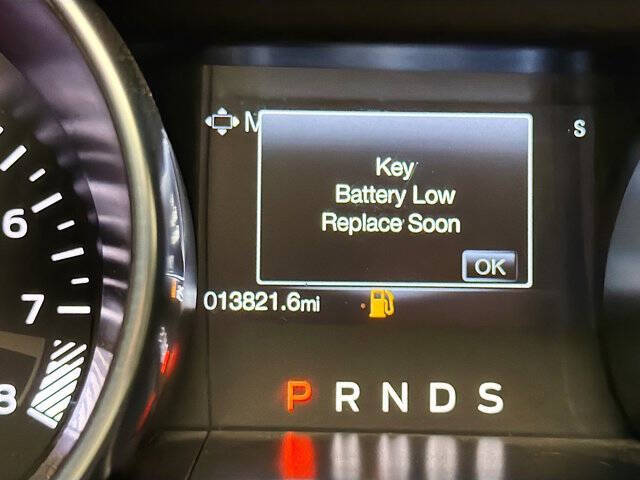 M
S
Key
Battery Low
Replace Soon
OK
6
7
8
013821.6mi
P R N D S